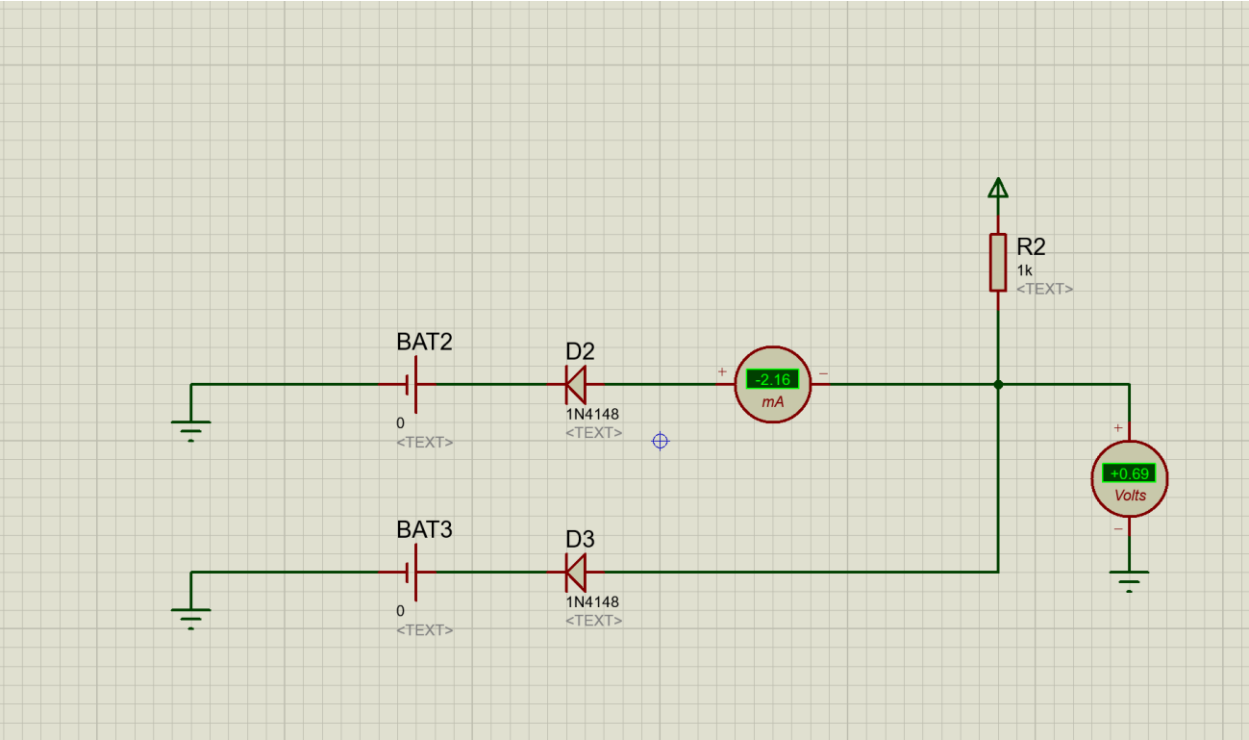 R2
1k
<TEXT>
BAT2
0
<TEXT>
D2
1N4148
<TEXT>
+
-2.16
mA
−
+
+0.69
Volts
−
BAT3
0
<TEXT>
D3
1N4148
<TEXT>